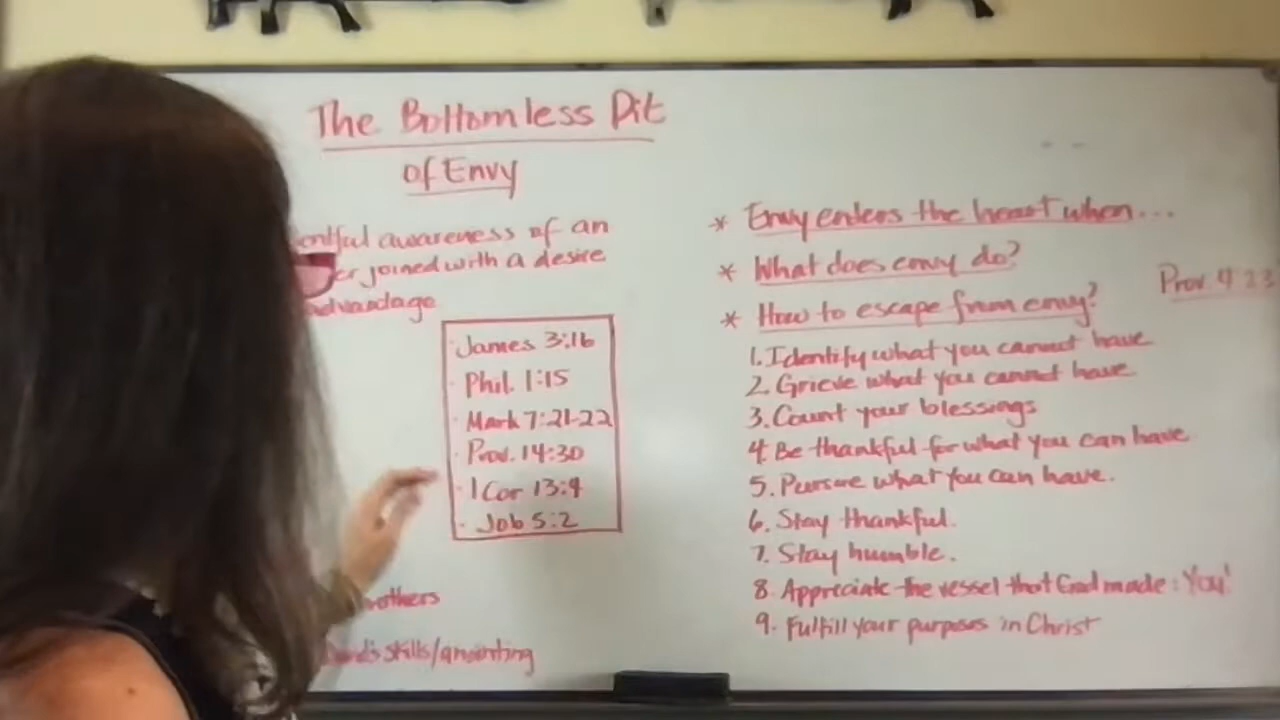 The Bottomless Pit
of Envy
awareness of an
joined with a desire
advantage
James 3:16
Phil. 1:15
Mark 7:21-22
Prov. 14:30
1 Cor 13:4
Job 5:2
skills/anointing
* Envy enters the heart when...
* What does envy do?
Prov 4:23
* How to escape from envy?
1. Identify what you cannot have
2. Grieve what you cannot have
3. Count your blessings
4. Be thankful for what you can have
5. Pursue what you can have.
6. Stay thankful.
7. Stay humble.
8. Appreciate the vessel that God made: You!
9. Fulfill your purposes in Christ